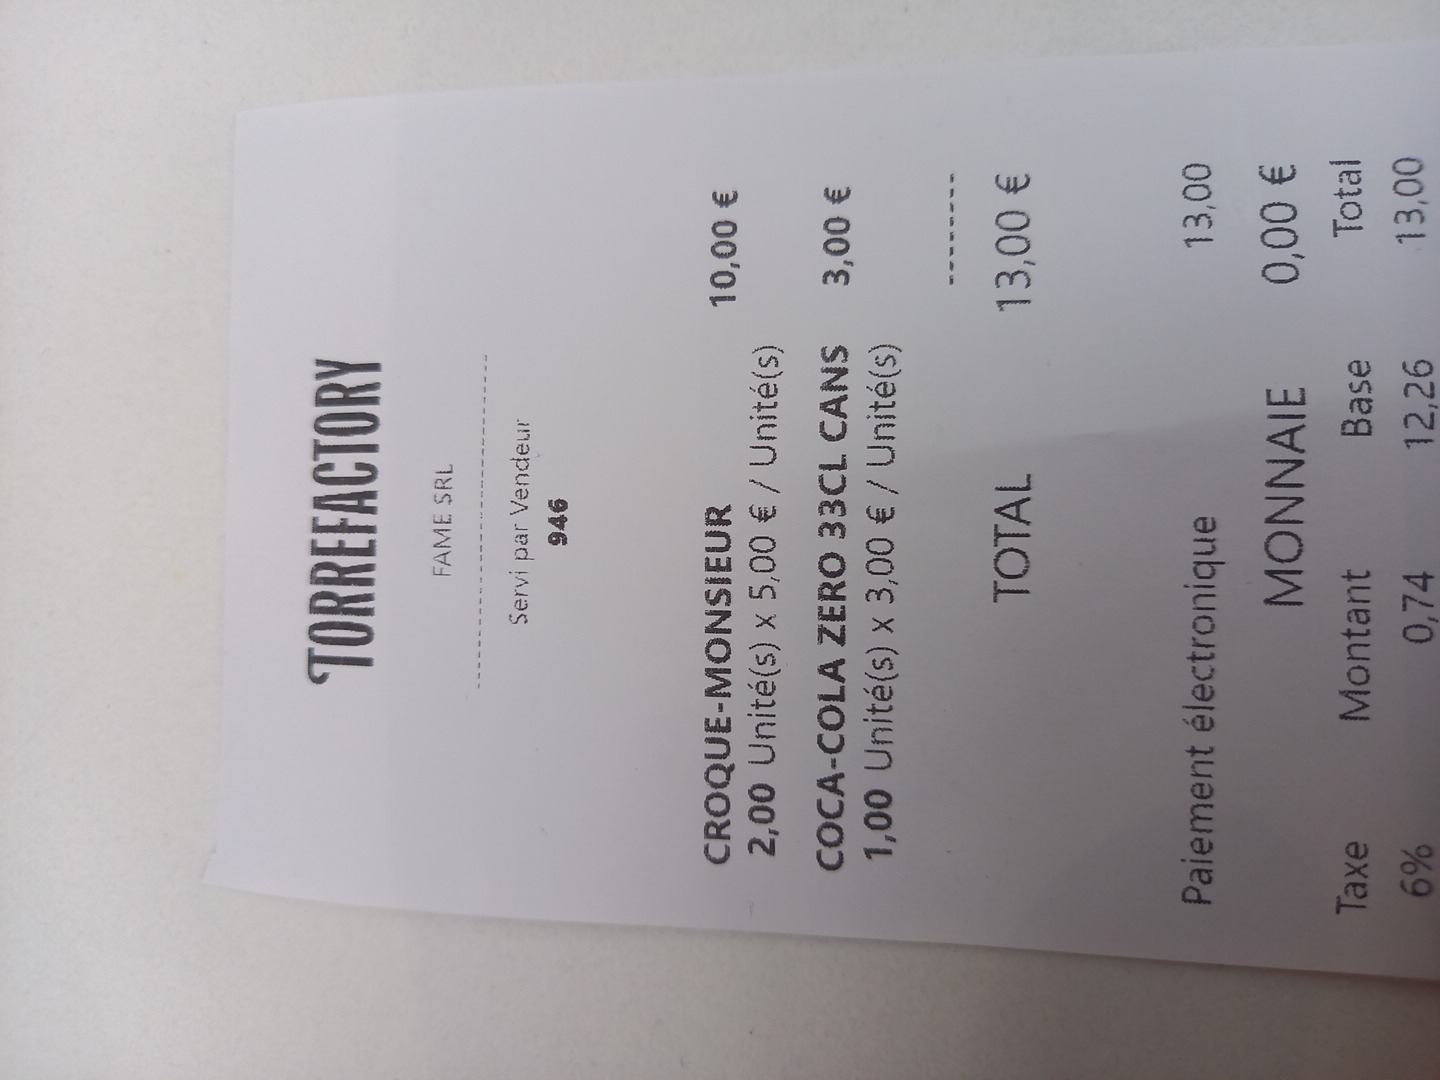 TORREFACTORY
FAME SRL
Servi par Vendeur
946
CROQUE-MONSIEUR 10,00 €
2,00 Unité(s) x 5,00 € / Unité(s)
COCA-COLA ZERO 33CL CANS 3,00 €
1,00 Unité(s) x 3,00 € / Unité(s)
--------
TOTAL 13,00 €
Paiement électronique 13,00
MONNAIE 0,00 €
Taxe Montant Base Total
6% 0,74 12,26 13,00